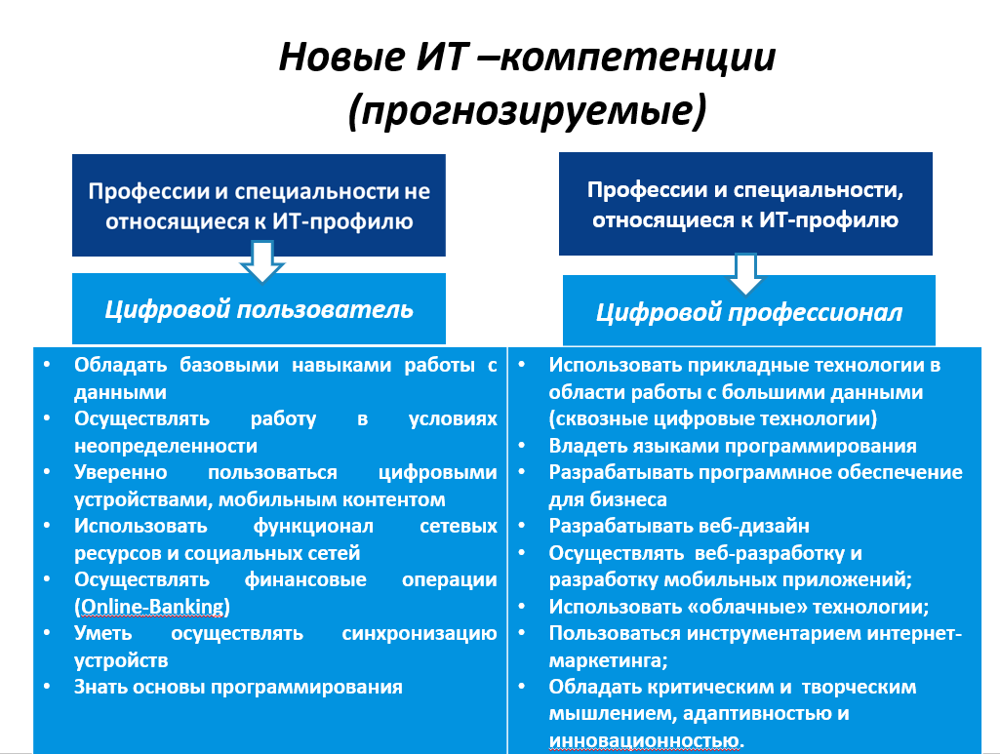 Новые ИТ –компетенции
(прогнозируемые)
Профессии и специальности не
относящиеся к ИТ-профилю
Цифровой пользователь
• Обладать базовыми навыками работы с
данными
• Осуществлять работу в условиях
неопределенности
• Уверенно пользоваться цифровыми
устройствами, мобильным контентом
• Использовать функционал сетевых
ресурсов и социальных сетей
• Осуществлять финансовые операции
(Online-Banking)
• Уметь осуществлять синхронизацию
устройств
• Знать основы программирования
Профессии и специальности,
относящиеся к ИТ-профилю
Цифровой профессионал
• Использовать прикладные технологии в
области работы с большими данными
(сквозные цифровые технологии)
• Владеть языками программирования
• Разрабатывать программное обеспечение
для бизнеса
• Разрабатывать веб-дизайн
• Осуществлять веб-разработку и
разработку мобильных приложений;
• Использовать «облачные» технологии;
• Пользоваться инструментарием интернет-
маркетинга;
• Обладать критическим и творческим
мышлением, адаптивностью и
инновационностью.